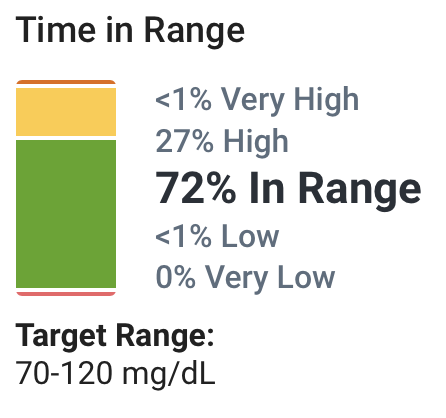 Time in Range
<1% Very High
27% High
72% In Range
<1% Low
0% Very Low
Target Range:
70-120 mg/dL